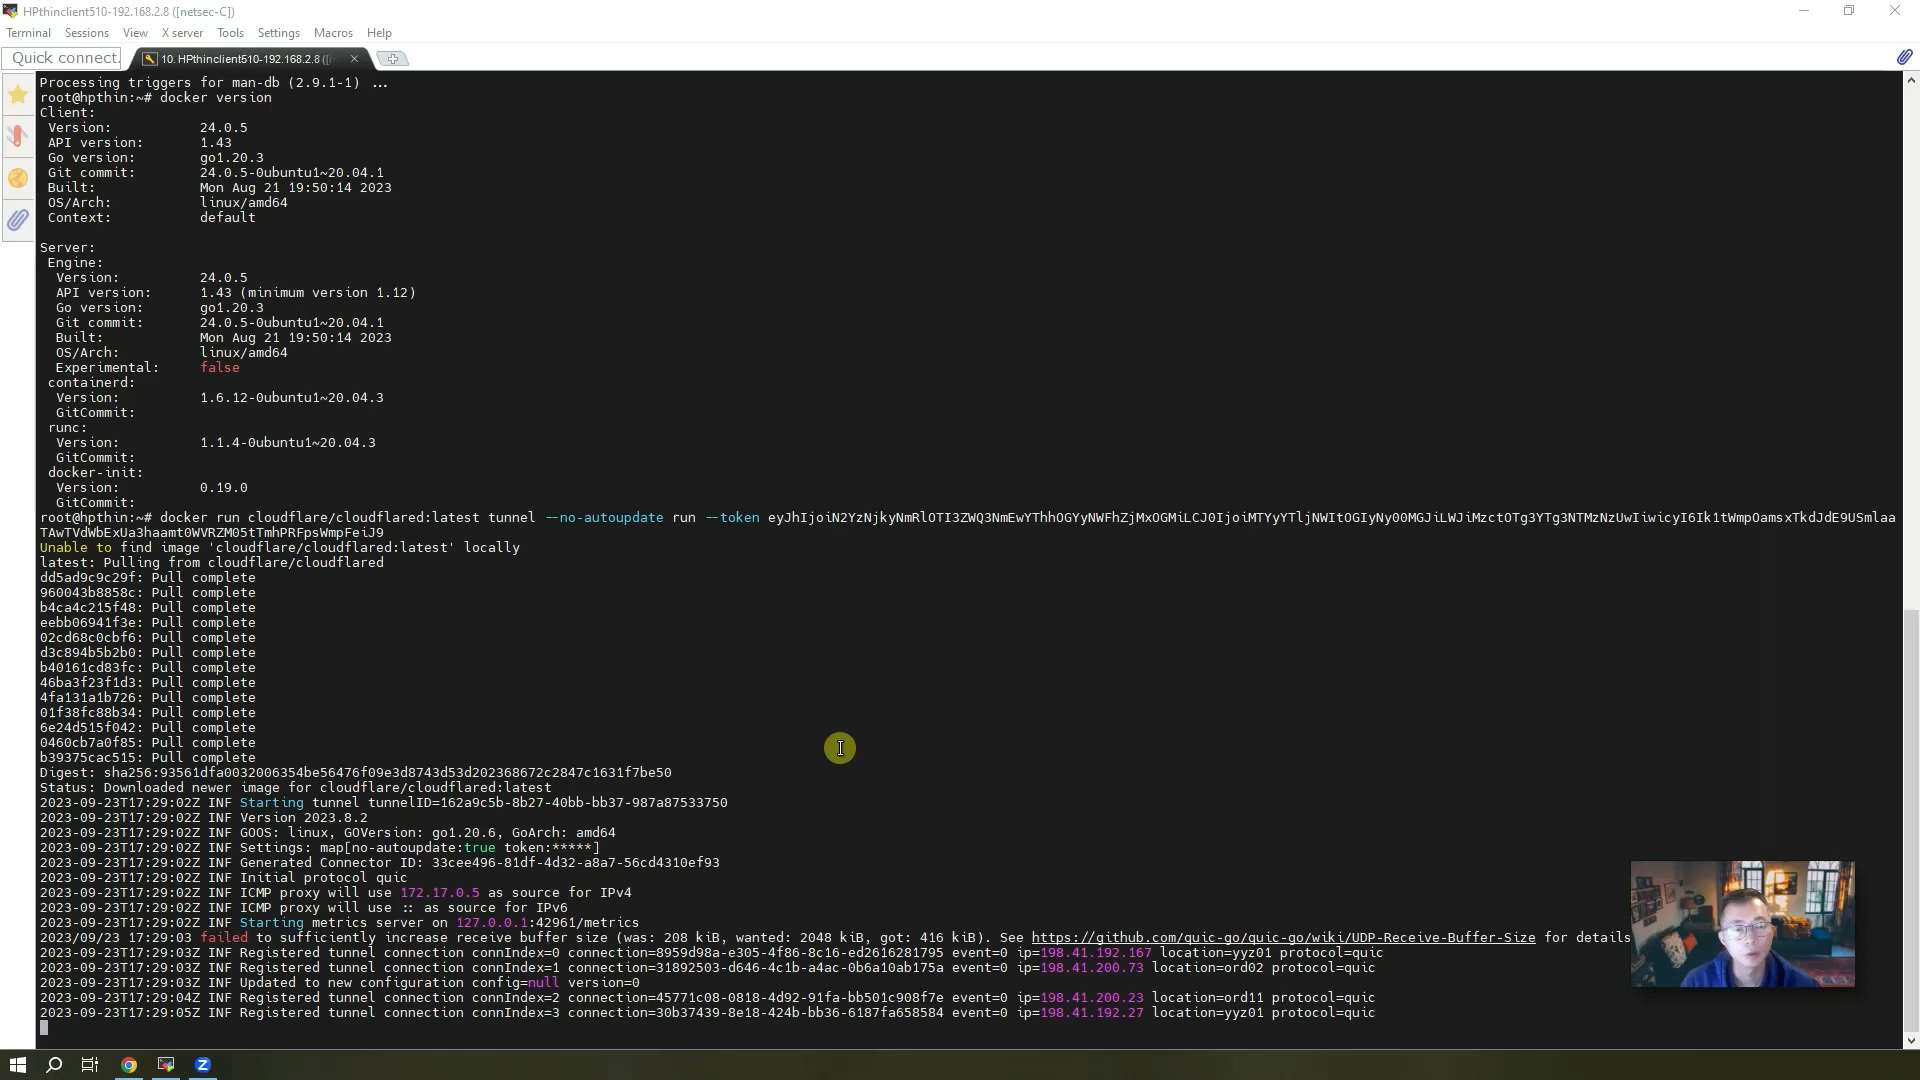 HPthinclient510-192.168.2.8 ([netsec-C])
Terminal Sessions View X server Tools Settings Macros Help
Quick connect. 10. HPthinclient510-192.168.2.8 ([n
Processing triggers for man-db (2.9.1-1) ...
root@hpthin:~# docker version
Client:
Version: 24.0.5
API version: 1.43
Go version: go1.20.3
Git commit: 24.0.5-0ubuntu1~20.04.1
Built: Mon Aug 21 19:50:14 2023
OS/Arch: linux/amd64
Context: default
Server:
Engine:
Version: 24.0.5
API version: 1.43 (minimum version 1.12)
Go version: go1.20.3
Git commit: 24.0.5-0ubuntu1~20.04.1
Built: Mon Aug 21 19:50:14 2023
OS/Arch: linux/amd64
Experimental: false
containerd:
Version: 1.6.12-0ubuntu1~20.04.3
GitCommit:
runc:
Version: 1.1.4-0ubuntu1~20.04.3
GitCommit:
docker-init:
Version: 0.19.0
GitCommit:
root@hpthin:~# docker run cloudflare/cloudflared:latest tunnel --no-autoupdate run --token
Unable to find image 'cloudflare/cloudflared:latest' locally
latest: Pulling from cloudflare/cloudflared
dd5ad9c9c29f: Pull complete
960043b8858c: Pull complete
b4ca4c215f48: Pull complete
eebb06941f3e: Pull complete
02cd68c0cbf6: Pull complete
d3c894b5b2b0: Pull complete
b40161cd83fc: Pull complete
46ba3f23f1d3: Pull complete
4fa131a1b726: Pull complete
01f38fc88b34: Pull complete
6e24d515f042: Pull complete
0460cb7a0f85: Pull complete
b39375cac515: Pull complete
Digest: sha256:93561dfa0032006354be56476f09e3d8743d53d202368672c2847c1631f7be50
Status: Downloaded newer image for cloudflare/cloudflared:latest
2023-09-23T17:29:02Z INF Starting tunnel tunnelID=162a9c5b-8b27-40bb-bb37-987a87533750
2023-09-23T17:29:02Z INF Version 2023.8.2
2023-09-23T17:29:02Z INF GOOS: linux, GOVersion: go1.20.6, GoArch: amd64
2023-09-23T17:29:02Z INF Settings: map[no-autoupdate:true token:*****]
2023-09-23T17:29:02Z INF Generated Connector ID: 33cee496-81df-4d32-a8a7-56cd4310ef93
2023-09-23T17:29:02Z INF Initial protocol quic
2023-09-23T17:29:02Z INF ICMP proxy will use 172.17.0.5 as source for IPv4
2023-09-23T17:29:02Z INF ICMP proxy will use :: as source for IPv6
2023-09-23T17:29:02Z INF Starting metrics server on 127.0.0.1:42961/metrics
2023/09/23 17:29:03 failed to sufficiently increase receive buffer size (was: 208 kiB, wanted: 2048 kiB, got: 416 kiB). See https://github.com/quic-go/quic-go/wiki/UDP-Receive-Buffer-Size for details
2023-09-23T17:29:03Z INF Registered tunnel connection connIndex=0 connection=8959d98a-e305-4f86-8c16-ed2616281795 event=0 ip=198.41.192.167 location=yyz01 protocol=quic
2023-09-23T17:29:03Z INF Registered tunnel connection connIndex=1 connection=31892503-d646-4c1b-a4ac-0b6a10ab175a event=0 ip=198.41.200.73 location=ord02 protocol=quic
2023-09-23T17:29:03Z INF Updated to new configuration config=null version=0
2023-09-23T17:29:04Z INF Registered tunnel connection connIndex=2 connection=45771c08-0818-4d92-91fa-bb501c908f7e event=0 ip=198.41.200.23 location=ord11 protocol=quic
2023-09-23T17:29:05Z INF Registered tunnel connection connIndex=3 connection=30b37439-8e18-424b-bb36-6187fa658584 event=0 ip=198.41.192.27 location=yyz01 protocol=quic